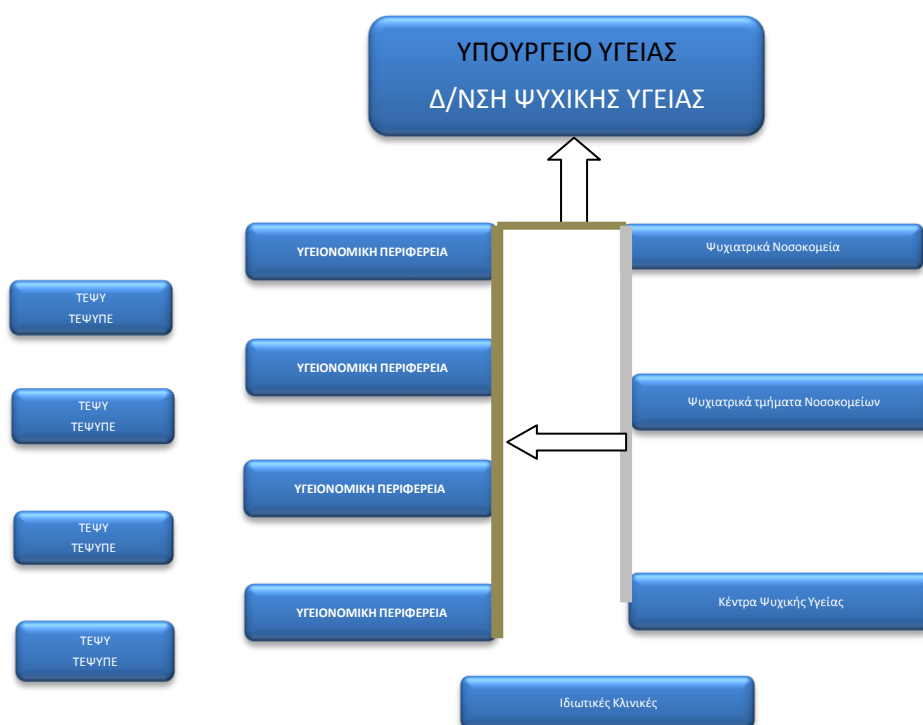 ΥΠΟΥΡΓΕΙΟ ΥΓΕΙΑΣ
Δ/ΝΣΗ ΨΥΧΙΚΗΣ ΥΓΕΙΑΣ
ΥΓΕΙΟΝΟΜΙΚΗ ΠΕΡΙΦΕΡΕΙΑ
Ψυχιατρικά Νοσοκομεία
ΤΕΨΥ
ΤΕΨΥΠΕ
ΥΓΕΙΟΝΟΜΙΚΗ ΠΕΡΙΦΕΡΕΙΑ
Ψυχιατρικά τμήματα Νοσοκομείων
ΤΕΨΥ
ΤΕΨΥΠΕ
ΥΓΕΙΟΝΟΜΙΚΗ ΠΕΡΙΦΕΡΕΙΑ
ΤΕΨΥ
ΤΕΨΥΠΕ
ΥΓΕΙΟΝΟΜΙΚΗ ΠΕΡΙΦΕΡΕΙΑ
Κέντρα Ψυχικής Υγείας
ΤΕΨΥ
ΤΕΨΥΠΕ
Ιδιωτικές Κλινικές